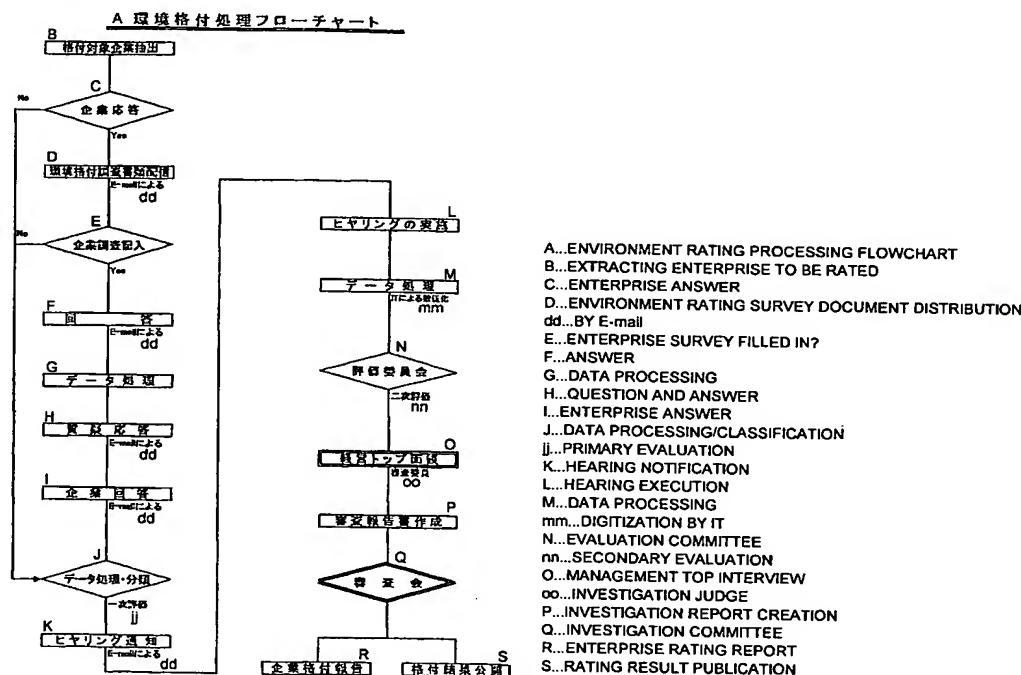 A 環境格付処理フローチャート
B
格付対象企業抽出
C
No
企業応答
Yes
D
環境格付調査書類配信
E-mailによる
dd
E
No
企業調査記入
Yes
F
回 答
E-mailによる
dd
G
データ処理
H
質疑応答
E-mailによる
dd
I
企業回答
E-mailによる
dd
J
データ処理・分類
一次評価
jj
K
ヒヤリング通知
E-mailによる
dd
L
ヒヤリングの実施
M
データ処理
ITによる数値化
mm
N
評価委員会
二次評価
nn
O
経営トップ面接
審査委員
oo
P
審査報告書作成
Q
審査会
R
企業格付報告
S
格付結果公開
A...ENVIRONMENT RATING PROCESSING FLOWCHART
B...EXTRACTING ENTERPRISE TO BE RATED
C...ENTERPRISE ANSWER
D...ENVIRONMENT RATING SURVEY DOCUMENT DISTRIBUTION
dd...BY E-mail
E...ENTERPRISE SURVEY FILLED IN?
F...ANSWER
G...DATA PROCESSING
H...QUESTION AND ANSWER
I...ENTERPRISE ANSWER
J...DATA PROCESSING/CLASSIFICATION
jj...PRIMARY EVALUATION
K...HEARING NOTIFICATION
L...HEARING EXECUTION
M...DATA PROCESSING
mm...DIGITIZATION BY IT
N...EVALUATION COMMITTEE
nn...SECONDARY EVALUATION
O...MANAGEMENT TOP INTERVIEW
oo...INVESTIGATION JUDGE
P...INVESTIGATION REPORT CREATION
Q...INVESTIGATION COMMITTEE
R...ENTERPRISE RATING REPORT
S...RATING RESULT PUBLICATION